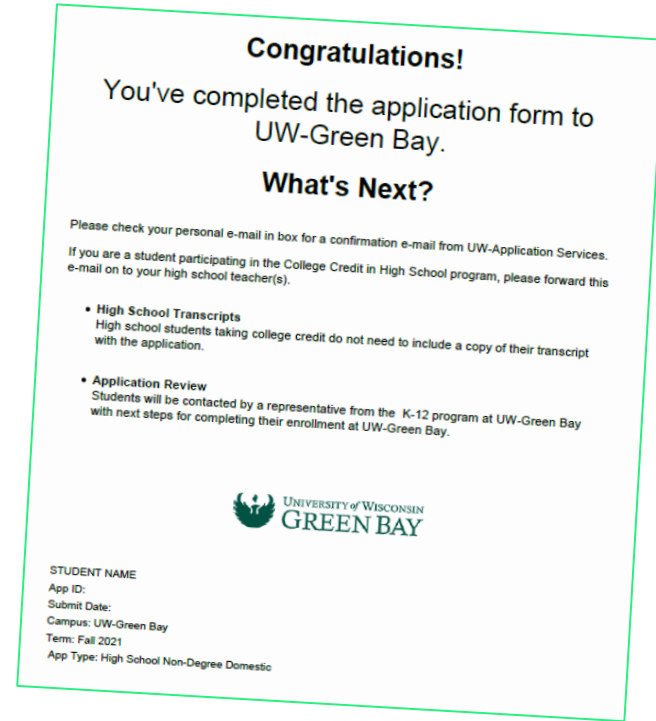 Congratulations!
You've completed the application form to
UW-Green Bay.
What's Next?
Please check your personal e-mail in box for a confirmation e-mail from UW-Application Services.
If you are a student participating in the College Credit in High School program, please forward this
e-mail on to your high school teacher(s).
• High School Transcripts
High school students taking college credit do not need to include a copy of their transcript
with the application.
• Application Review
Students will be contacted by a representative from the K-12 program at UW-Green Bay
with next steps for completing their enrollment at UW-Green Bay.
UNIVERSITY of WISCONSIN
GREEN BAY
STUDENT NAME
App ID:
Submit Date:
Campus: UW-Green Bay
Term: Fall 2021
App Type: High School Non-Degree Domestic